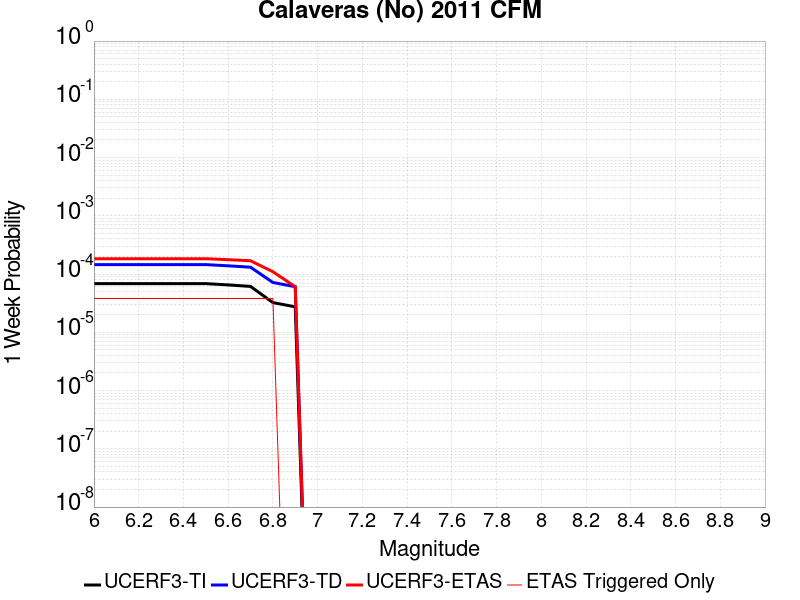 Calaveras (No) 2011 CFM
10^0
10^-1
10^-2
10^-3
10^-4
10^-5
10^-6
10^-7
10^-8
1 Week Probability
6 6.2 6.4 6.6 6.8 7 7.2 7.4 7.6 7.8 8 8.2 8.4 8.6 8.8 9
Magnitude
UCERF3-TI UCERF3-TD UCERF3-ETAS ETAS Triggered Only